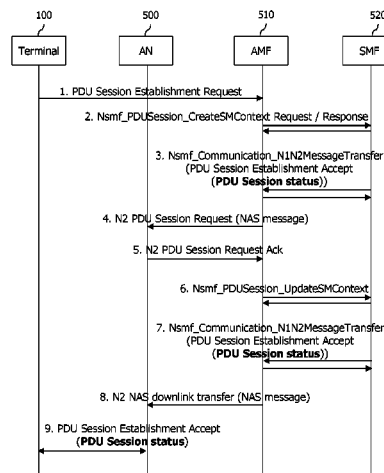 100
500
510
520
Terminal
AN
AMF
SMF
1. PDU Session Establishment Request
2. Nsmf_PDUSession_CreateSMContext Request / Response
3. Nsmf_Communication_N1N2MessageTransfer
(PDU Session Establishment Accept
(PDU Session status))
4. N2 PDU Session Request (NAS message)
5. N2 PDU Session Request Ack
6. Nsmf_PDUSession_UpdateSMContext
7. Nsmf_Communication_N1N2MessageTransfer
(PDU Session Establishment Accept
(PDU Session status))
8. N2 NAS downlink transfer (NAS message)
9. PDU Session Establishment Accept
(PDU Session status)